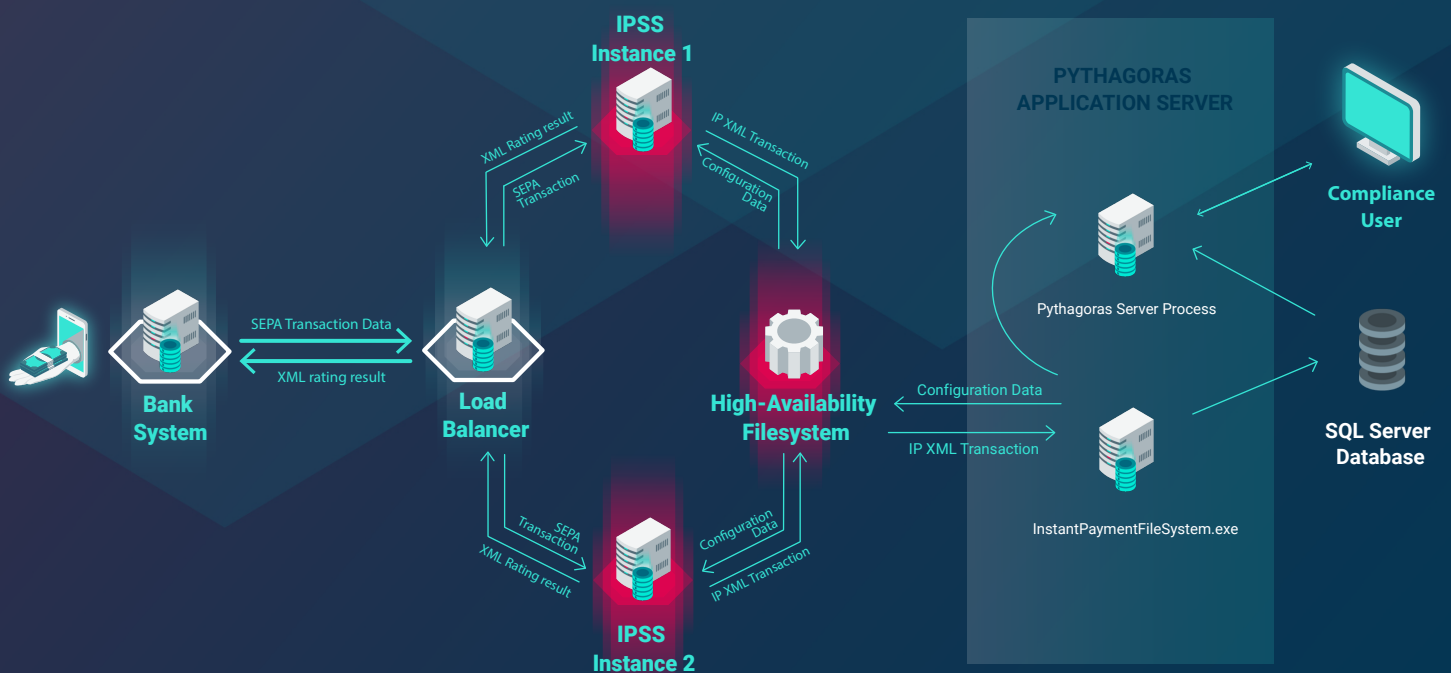 IPSS
Instance 1
PYTHAGORAS
APPLICATION SERVER
XML Rating result
SEPA
Transaction
IP XML Transaction
Configuration
Data
Compliance
User
Pythagoras Server Process
SEPA Transaction Data
XML rating result
Bank
System
Load
Balancer
High-Availability
Filesystem
Configuration Data
IP XML Transaction
SQL Server
Database
InstantPaymentFileSystem.exe
SEPA
Transaction
XML Rating result
Configuration
Data
IP XML Transaction
IPSS
Instance 2